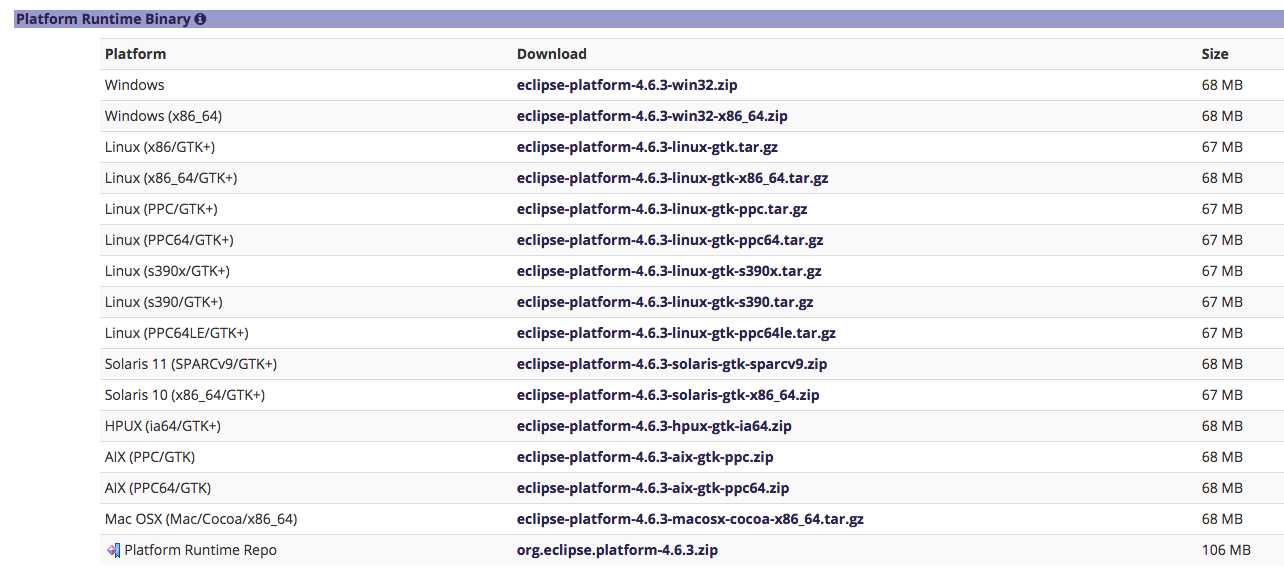 Platform Runtime Binary
Platform Download Size
Windows eclipse-platform-4.6.3-win32.zip 68 MB
Windows (x86_64) eclipse-platform-4.6.3-win32-x86_64.zip 68 MB
Linux (x86/GTK+) eclipse-platform-4.6.3-linux-gtk.tar.gz 67 MB
Linux (x86_64/GTK+) eclipse-platform-4.6.3-linux-gtk-x86_64.tar.gz 68 MB
Linux (PPC/GTK+) eclipse-platform-4.6.3-linux-gtk-ppc.tar.gz 67 MB
Linux (PPC64/GTK+) eclipse-platform-4.6.3-linux-gtk-ppc64.tar.gz 67 MB
Linux (s390x/GTK+) eclipse-platform-4.6.3-linux-gtk-s390x.tar.gz 67 MB
Linux (s390/GTK+) eclipse-platform-4.6.3-linux-gtk-s390.tar.gz 67 MB
Linux (PPC64LE/GTK+) eclipse-platform-4.6.3-linux-gtk-ppc64le.tar.gz 67 MB
Solaris 11 (SPARCv9/GTK+) eclipse-platform-4.6.3-solaris-gtk-sparcv9.zip 68 MB
Solaris 10 (x86_64/GTK+) eclipse-platform-4.6.3-solaris-gtk-x86_64.zip 67 MB
HPUX (ia64/GTK+) eclipse-platform-4.6.3-hpux-gtk-ia64.zip 68 MB
AIX (PPC/GTK) eclipse-platform-4.6.3-aix-gtk-ppc.zip 68 MB
AIX (PPC64/GTK) eclipse-platform-4.6.3-aix-gtk-ppc64.zip 68 MB
Mac OSX (Mac/Cocoa/x86_64) eclipse-platform-4.6.3-macosx-cocoa-x86_64.tar.gz 68 MB
Platform Runtime Repo org.eclipse.platform-4.6.3.zip 106 MB